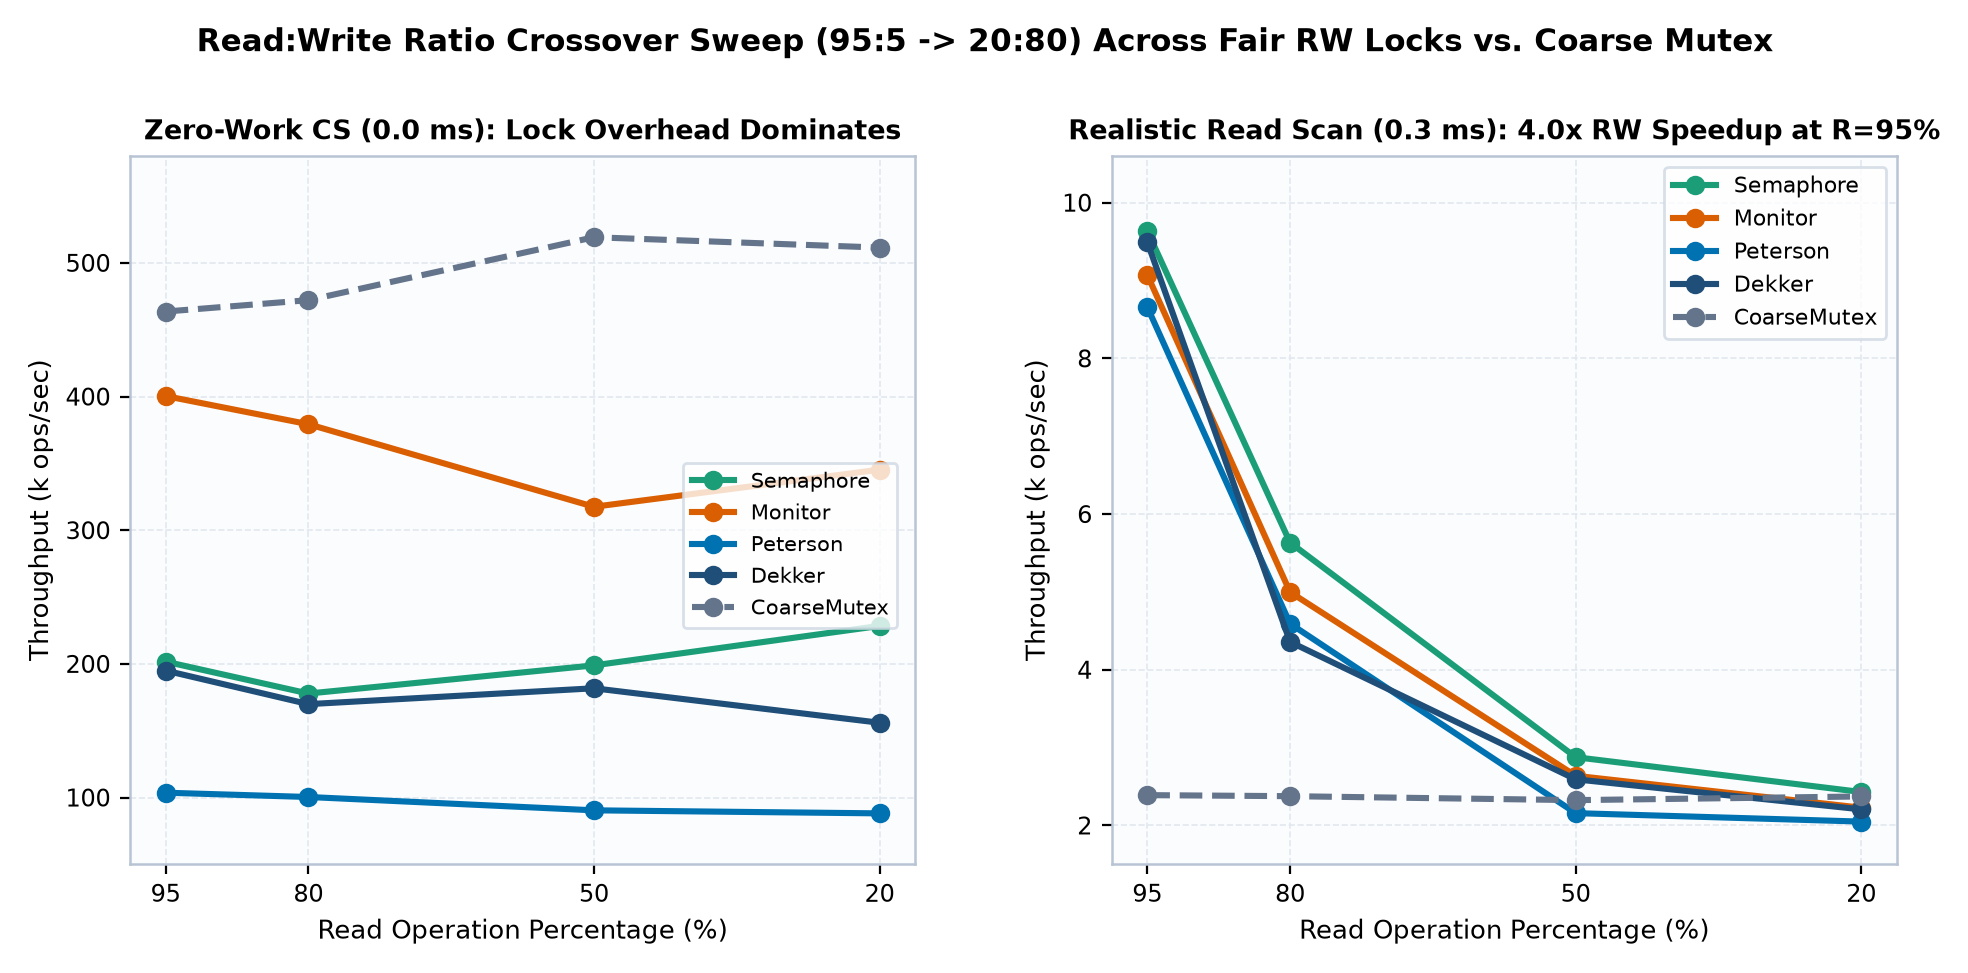 Read:Write Ratio Crossover Sweep (95:5 -> 20:80) Across Fair RW Locks vs. Coarse Mutex
Zero-Work CS (0.0 ms): Lock Overhead Dominates
Throughput (k ops/sec)
500
400
300
200
100
Semaphore
Monitor
Peterson
Dekker
CoarseMutex
95
80
50
20
Read Operation Percentage (%)
Realistic Read Scan (0.3 ms): 4.0x RW Speedup at R=95%
Throughput (k ops/sec)
10
8
6
4
2
Semaphore
Monitor
Peterson
Dekker
CoarseMutex
95
80
50
20
Read Operation Percentage (%)